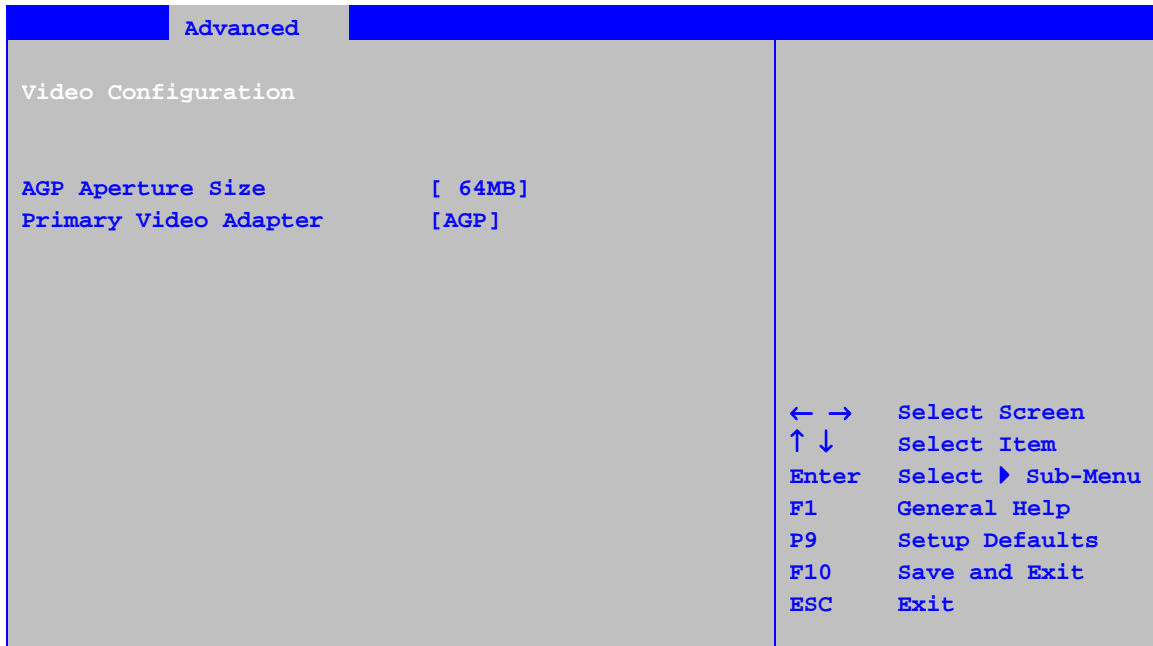 Advanced
Video Configuration
AGP Aperture Size [ 64MB]
Primary Video Adapter [AGP]
← → Select Screen
↑ ↓ Select Item
Enter Select ▶ Sub-Menu
F1 General Help
P9 Setup Defaults
F10 Save and Exit
ESC Exit